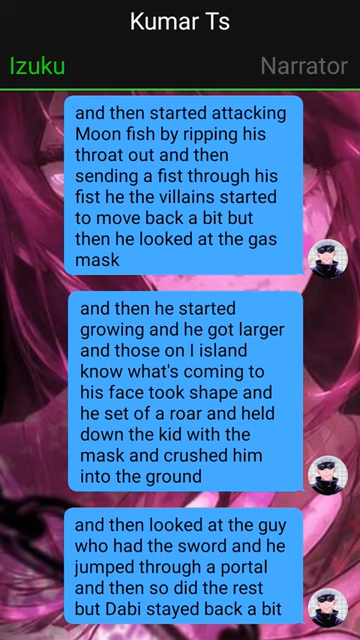 Kumar Ts
Izuku
Narrator
and then started attacking
Moon fish by ripping his
throat out and then
sending a fist through his
fist he the villains started
to move back a bit but
then he looked at the gas
mask
and then he started
growing and he got larger
and those on I island
know what's coming to
his face took shape and
he set of a roar and held
down the kid with the
mask and crushed him
into the ground
and then looked at the guy
who had the sword and he
jumped through a portal
and then so did the rest
but Dabi stayed back a bit